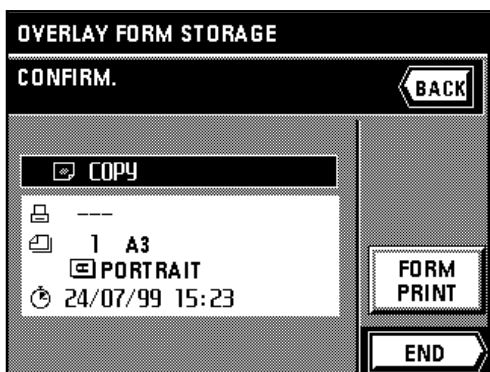 OVERLAY FORM STORAGE
CONFIRM.
BACK
COPY
---
1 A3
PORTRAIT
24/07/99 15:23
FORM
PRINT
END